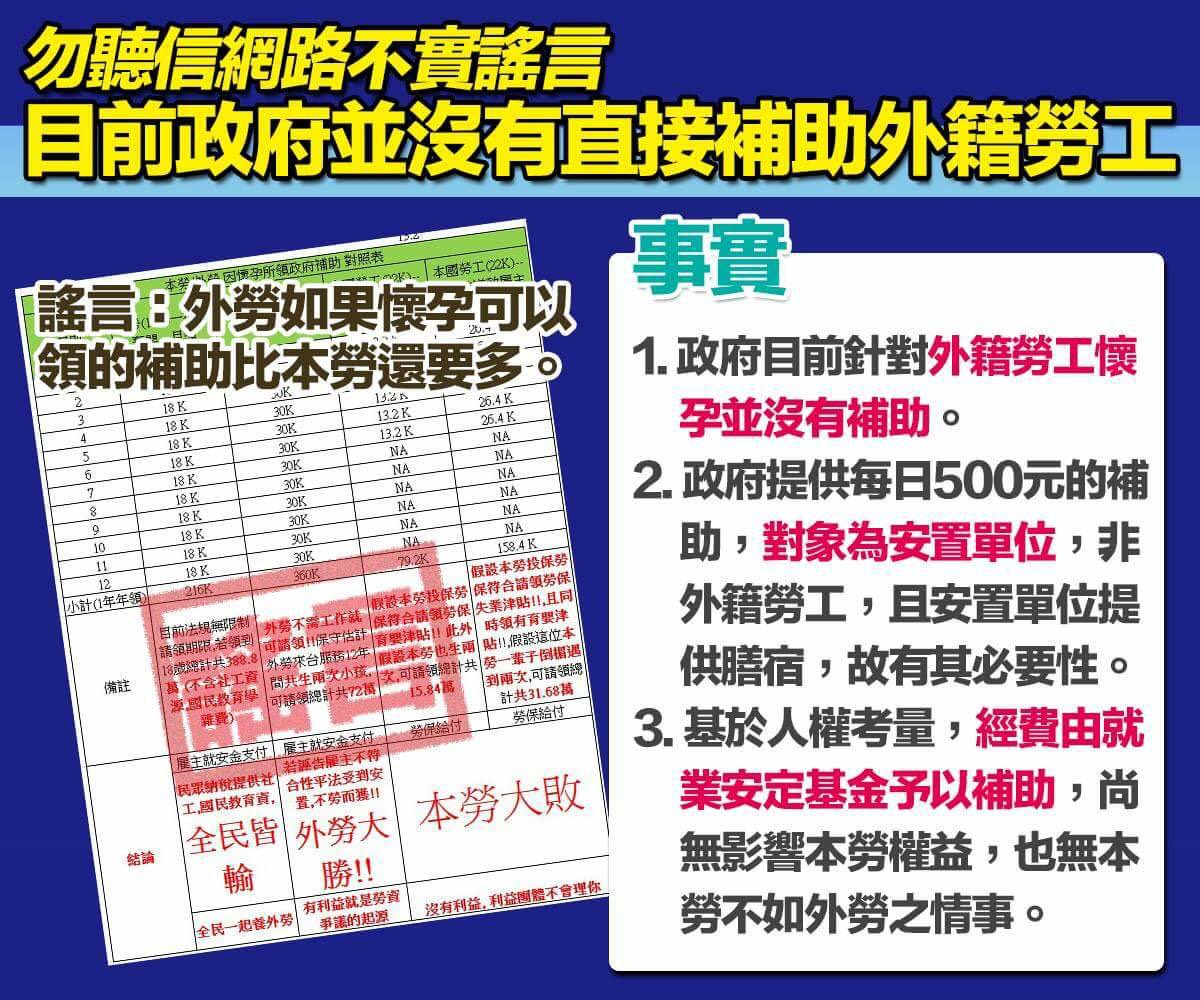 勿聽信網路不實謠言
目前政府並沒有直接補助外籍勞工
謠言：外勞如果懷孕可以
領的補助比本勞還要多。
因懷孕所領政府補助 對照表
本國勞工(22K)--
2
3 18 K 30K 13.2 K 26.4 K
4 18 K 30K 13.2 K 26.4 K
5 18 K 30K NA NA
6 18 K 30K NA NA
7 18 K 30K NA NA
8 18 K 30K NA NA
9 18 K 30K NA NA
10 18 K 30K NA NA
11 18 K 30K NA NA
12 18 K 30K
小計(1年年領) 216K 360K 79.2K 158.4 K
備註
目前法規無限制
請領期限,若領到
18歲總計共388.8
萬 (不含社工資
源,國民教育學
雜費)
外勞不需工作就
可請領!!保守估計
外勞來台服務12年
間共生兩次小孩,
可請領總計共72萬
假設本勞投保勞
保符合請領勞保
育嬰津貼!! 此外
假設本勞也生兩
次,可請領總計共
15.84萬
假設本勞投保勞
保符合請領勞保
失業津貼!!,且同
時領有育嬰津
貼!!,假設這位本
勞一輩子倒楣遇
到兩次,可請領總
計共31.68萬
雇主就安金支付
雇主就安金支付
勞保給付
勞保給付
結論
民眾納稅提供社
工,國民教育資,
全民皆
輸
若誣告雇主不符
合性平法受到安
置,不勞而獲!!
外勞大
勝!!
本勞大敗
全民一起養外勞
有利益就是勞資
爭議的起源
沒有利益, 利益團體不會理你
事實
1. 政府目前針對外籍勞工懷
孕並沒有補助。
2. 政府提供每日500元的補
助，對象為安置單位，非
外籍勞工，且安置單位提
供膳宿，故有其必要性。
3. 基於人權考量，經費由就
業安定基金予以補助，尚
無影響本勞權益，也無本
勞不如外勞之情事。